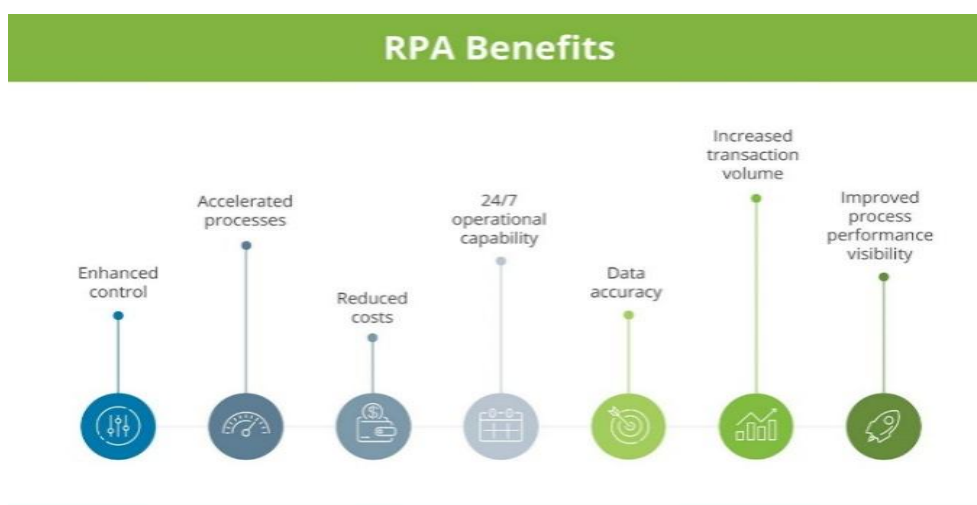 RPA Benefits
Enhanced
control
Accelerated
processes
Reduced
costs
24/7
operational
capability
Data
accuracy
Increased
transaction
volume
Improved
process
performance
visibility